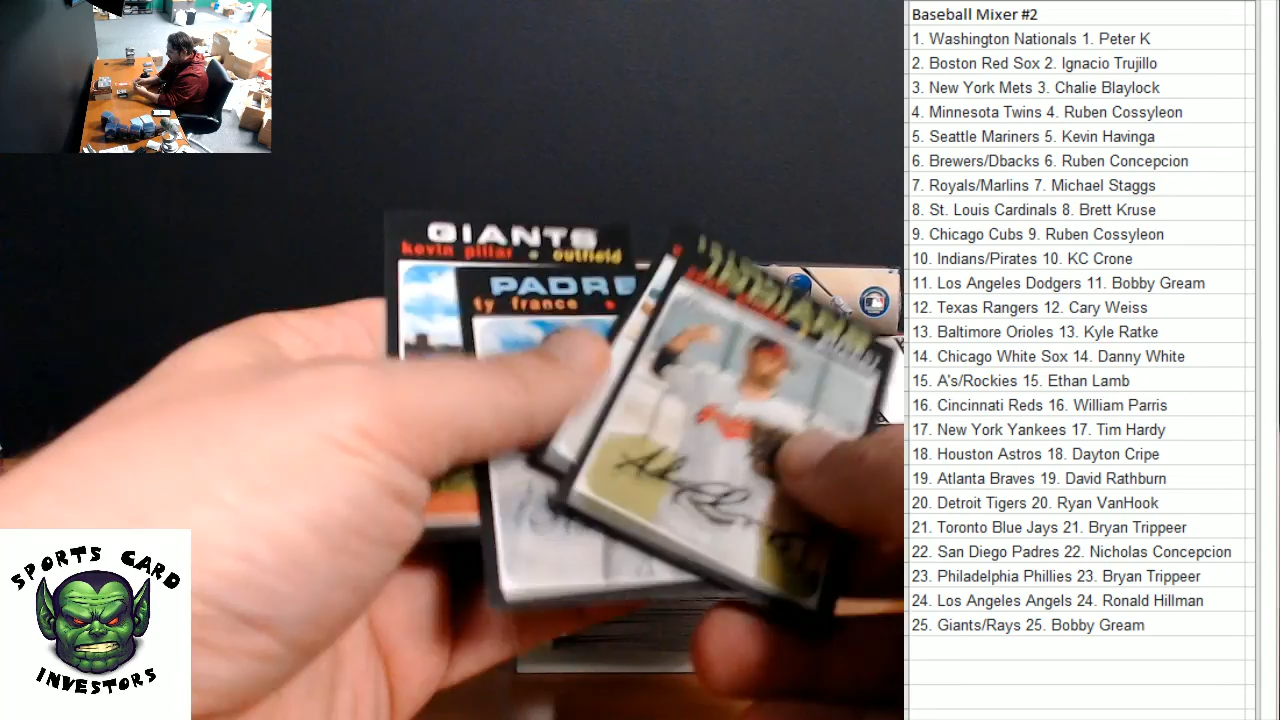 GIANTS
kevin pillar • outfield
PADRE
ty france
INDIANS
SPORTS CARD
INVESTORS
Baseball Mixer #2
1. Washington Nationals 1. Peter K
2. Boston Red Sox 2. Ignacio Trujillo
3. New York Mets 3. Chalie Blaylock
4. Minnesota Twins 4. Ruben Cossyleon
5. Seattle Mariners 5. Kevin Havinga
6. Brewers/Dbacks 6. Ruben Concepcion
7. Royals/Marlins 7. Michael Staggs
8. St. Louis Cardinals 8. Brett Kruse
9. Chicago Cubs 9. Ruben Cossyleon
10. Indians/Pirates 10. KC Crone
11. Los Angeles Dodgers 11. Bobby Gream
12. Texas Rangers 12. Cary Weiss
13. Baltimore Orioles 13. Kyle Ratke
14. Chicago White Sox 14. Danny White
15. A's/Rockies 15. Ethan Lamb
16. Cincinnati Reds 16. William Parris
17. New York Yankees 17. Tim Hardy
18. Houston Astros 18. Dayton Cripe
19. Atlanta Braves 19. David Rathburn
20. Detroit Tigers 20. Ryan VanHook
21. Toronto Blue Jays 21. Bryan Trippeer
22. San Diego Padres 22. Nicholas Concepcion
23. Philadelphia Phillies 23. Bryan Trippeer
24. Los Angeles Angels 24. Ronald Hillman
25. Giants/Rays 25. Bobby Gream